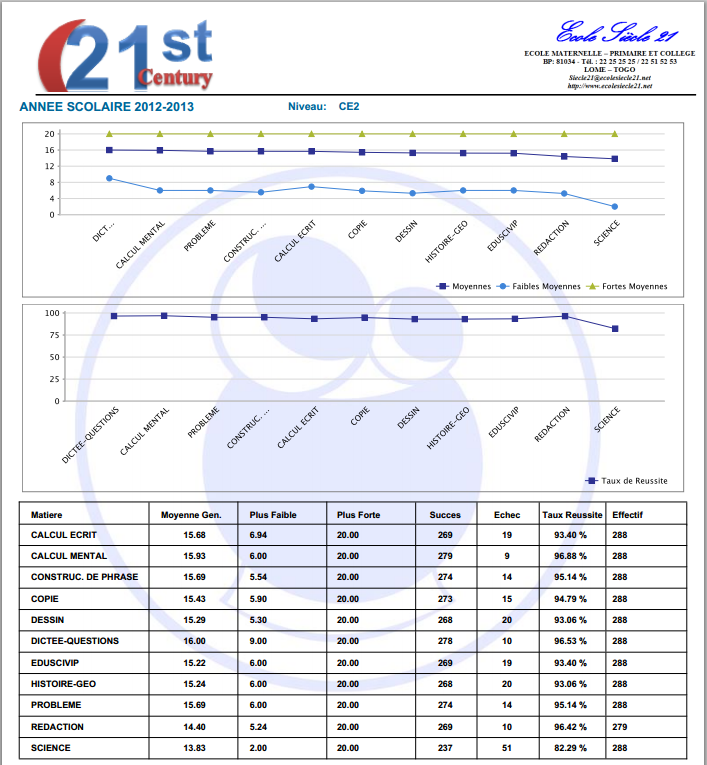 21st
Century
Ecole Siècle 21
ECOLE MATERNELLE – PRIMAIRE ET COLLEGE
BP: 81034 - Tél. : 22 25 25 25 / 22 51 52 53
LOME – TOGO
Siecle21@ecolesiecle21.net
http://www.ecolesiecle21.net
ANNEE SCOLAIRE 2012-2013 Niveau: CE2
20
16
12
8
4
0
DICT... CALCUL MENTAL PROBLEME CONSTRUC. ... CALCUL ECRIT COPIE DESSIN HISTOIRE-GEO EDUSCIVIP REDACTION SCIENCE
Moyennes Faibles Moyennes Fortes Moyennes
100
75
50
25
0
DICTEE-QUESTIONS CALCUL MENTAL PROBLEME CONSTRUC. ... CALCUL ECRIT COPIE DESSIN HISTOIRE-GEO EDUSCIVIP REDACTION SCIENCE
Taux de Reussite
Matiere Moyenne Gen. Plus Faible Plus Forte Succes Echec Taux Reussite Effectif
CALCUL ECRIT 15.68 6.94 20.00 269 19 93.40 % 288
CALCUL MENTAL 15.93 6.00 20.00 279 9 96.88 % 288
CONSTRUC. DE PHRASE 15.69 5.54 20.00 274 14 95.14 % 288
COPIE 15.43 5.90 20.00 273 15 94.79 % 288
DESSIN 15.29 5.30 20.00 268 20 93.06 % 288
DICTEE-QUESTIONS 16.00 9.00 20.00 278 10 96.53 % 288
EDUSCIVIP 15.22 6.00 20.00 269 19 93.40 % 288
HISTOIRE-GEO 15.24 6.00 20.00 268 20 93.06 % 288
PROBLEME 15.69 6.00 20.00 274 14 95.14 % 288
REDACTION 14.40 5.24 20.00 269 10 96.42 % 279
SCIENCE 13.83 2.00 20.00 237 51 82.29 % 288